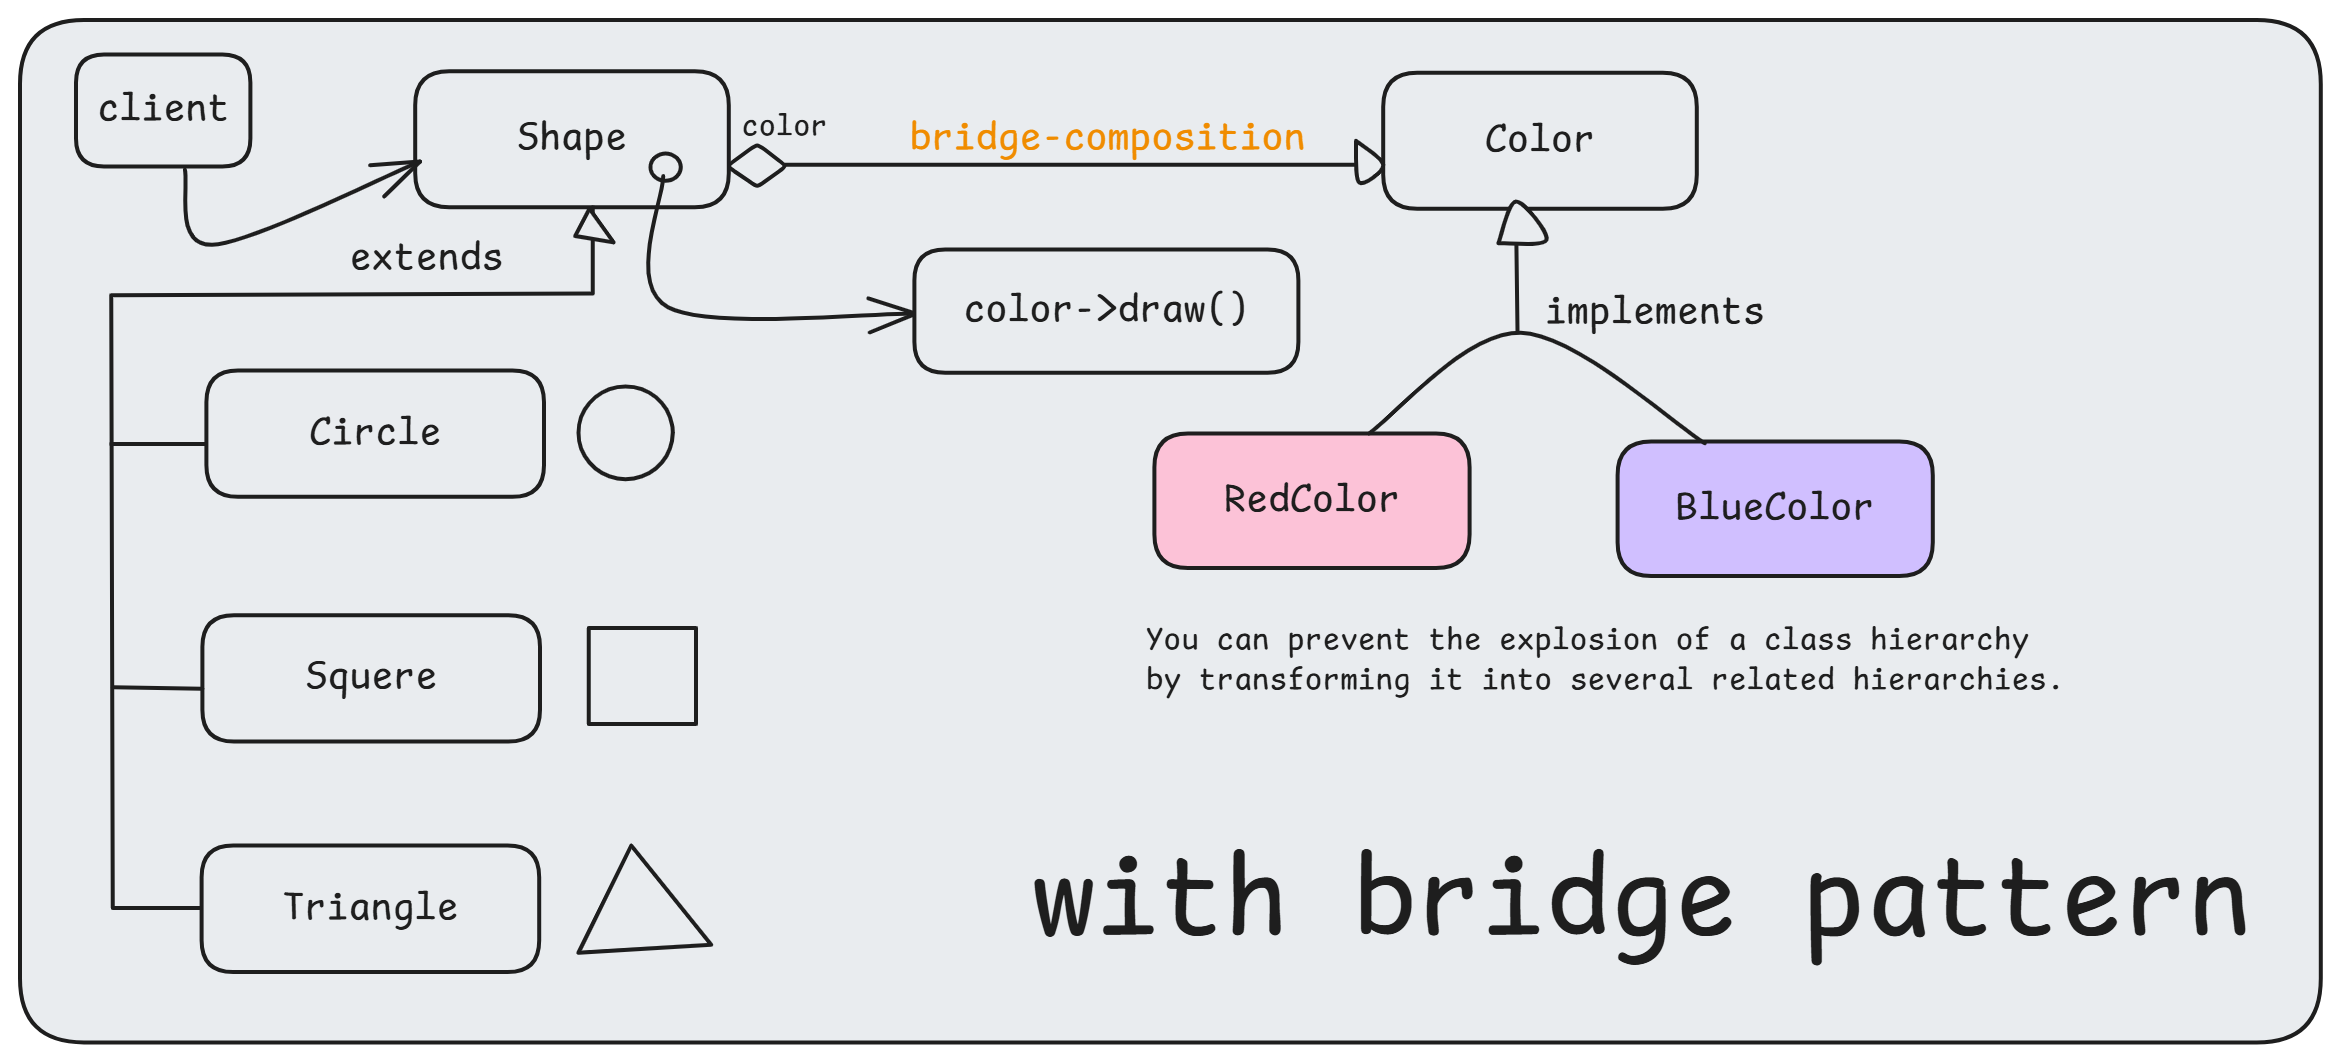 client
Shape
color
bridge-composition
Color
extends
color->draw()
implements
Circle
RedColor
BlueColor
You can prevent the explosion of a class hierarchy
by transforming it into several related hierarchies.
Squere
Triangle
with bridge pattern